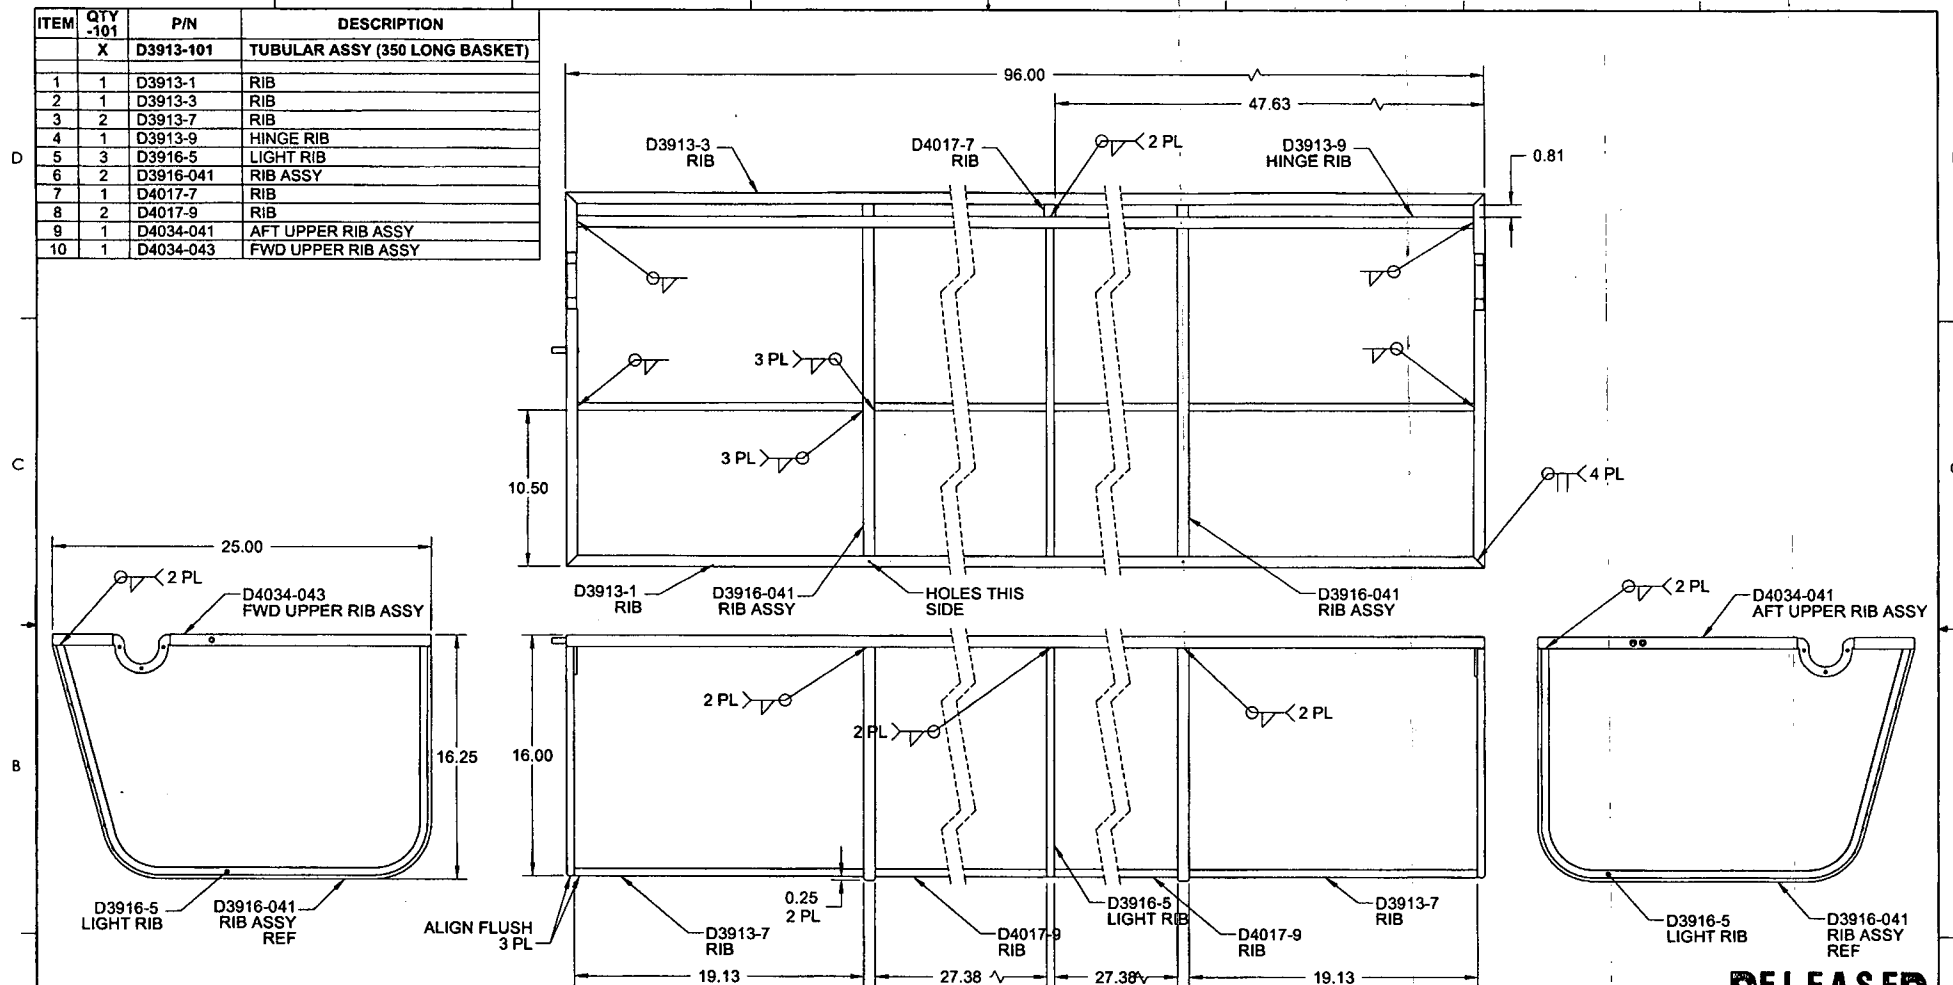 ITEM QTY -101 P/N DESCRIPTION
X D3913-101 TUBULAR ASSY (350 LONG BASKET)
1 1 D3913-1 RIB
2 1 D3913-3 RIB
3 2 D3913-7 RIB
4 1 D3913-9 HINGE RIB
5 3 D3916-5 LIGHT RIB
6 2 D3916-041 RIB ASSY
7 1 D4017-7 RIB
8 2 D4017-9 RIB
9 1 D4034-041 AFT UPPER RIB ASSY
10 1 D4034-043 FWD UPPER RIB ASSY
96.00
47.63
D3913-3
RIB
D4017-7
RIB
2 PL
D3913-9
HINGE RIB
0.81
3 PL
3 PL
10.50
4 PL
D3913-1
RIB
D3916-041
RIB ASSY
HOLES THIS
SIDE
D3916-041
RIB ASSY
25.00
2 PL
D4034-043
FWD UPPER RIB ASSY
16.25
D3916-5
LIGHT RIB
D3916-041
RIB ASSY
REF
16.00
2 PL
2 PL
2 PL
0.25
2 PL
ALIGN FLUSH
3 PL
D3913-7
RIB
D4017-9
RIB
D3916-5
LIGHT RIB
D4017-9
RIB
D3913-7
RIB
19.13
27.38
27.38
19.13
2 PL
D4034-041
AFT UPPER RIB ASSY
D3916-5
LIGHT RIB
D3916-041
RIB ASSY
REF
RELEASED
D
C
B